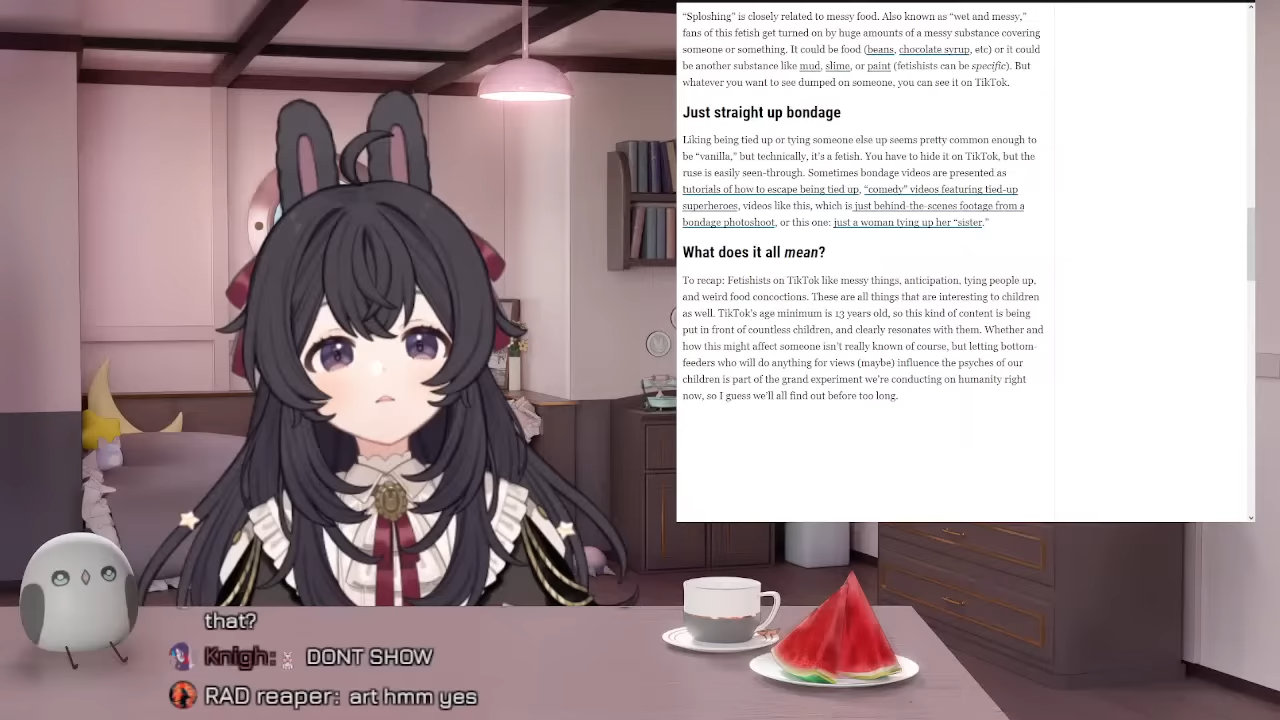 “Sploshing” is closely related to messy food. Also known as “wet and messy,”
fans of this fetish get turned on by huge amounts of a messy substance covering
someone or something. It could be food (beans, chocolate syrup, etc) or it could
be another substance like mud, slime, or paint (fetishists can be specific). But
whatever you want to see dumped on someone, you can see it on TikTok.
Just straight up bondage
Liking being tied up or tying someone else up seems pretty common enough to
be “vanilla,” but technically, it’s a fetish. You have to hide it on TikTok, but the
ruse is easily seen-through. Sometimes bondage videos are presented as
tutorials of how to escape being tied up, “comedy” videos featuring tied-up
superheroes, videos like this, which is just behind-the-scenes footage from a
bondage photoshoot, or this one: just a woman tying up her “sister.”
What does it all mean?
To recap: Fetishists on TikTok like messy things, anticipation, tying people up,
and weird food concoctions. These are all things that are interesting to children
as well. TikTok’s age minimum is 13 years old, so this kind of content is being
put in front of countless children, and clearly resonates with them. Whether and
how this might affect someone isn’t really known of course, but letting bottom-
feeders who will do anything for views (maybe) influence the psyches of our
children is part of the grand experiment we’re conducting on humanity right
now, so I guess we’ll all find out before too long.
that?
Knigh: DONT SHOW
RAD reaper: art hmm yes